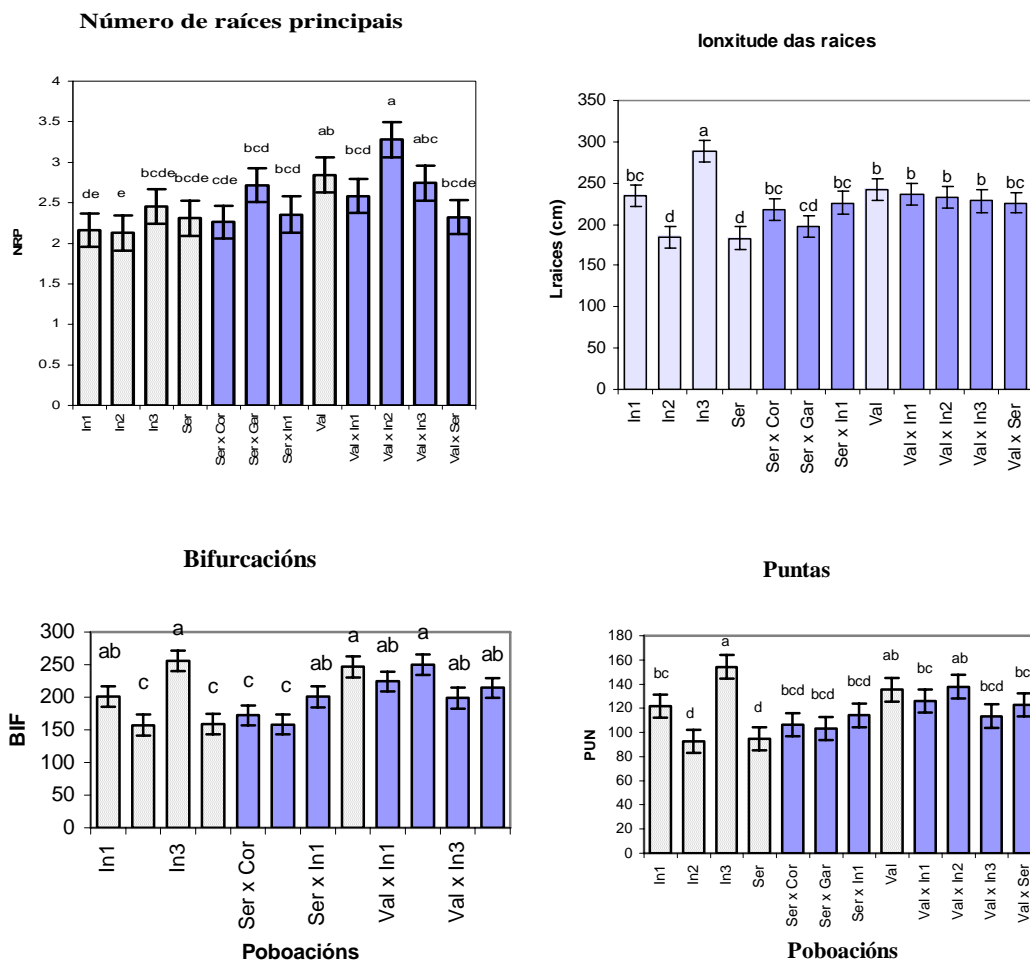 Número de raíces principais
4
3.5
3
2.5
2
1.5
1
0.5
0
NRP
de
e
bcde
bcde
cde
bcd
bcd
ab
bcd
a
abc
bcde
In1
In2
In3
Ser
Ser x Cor
Ser x Gar
Ser x In1
Val
Val x In1
Val x In2
Val x In3
Val x Ser
lonxitude das raices
350
300
250
200
150
100
50
0
Lraices (cm)
bc
d
a
d
bc
cd
bc
b
b
b
b
bc
In1
In2
In3
Ser
Ser x Cor
Ser x Gar
Ser x In1
Val
Val x In1
Val x In2
Val x In3
Val x Ser
Bifurcacións
300
250
200
150
100
50
0
BIF
ab
c
a
c
c
c
ab
a
ab
a
ab
ab
In1
In3
Ser x Cor
Ser x In1
Val x In1
Val x In3
Poboacións
Puntas
180
160
140
120
100
80
60
40
20
0
PUN
bc
d
a
d
bcd
bcd
bcd
ab
bc
ab
bcd
bc
In1
In2
In3
Ser
Ser x Cor
Ser x Gar
Ser x In1
Val
Val x In1
Val x In2
Val x In3
Val x Ser
Poboacións